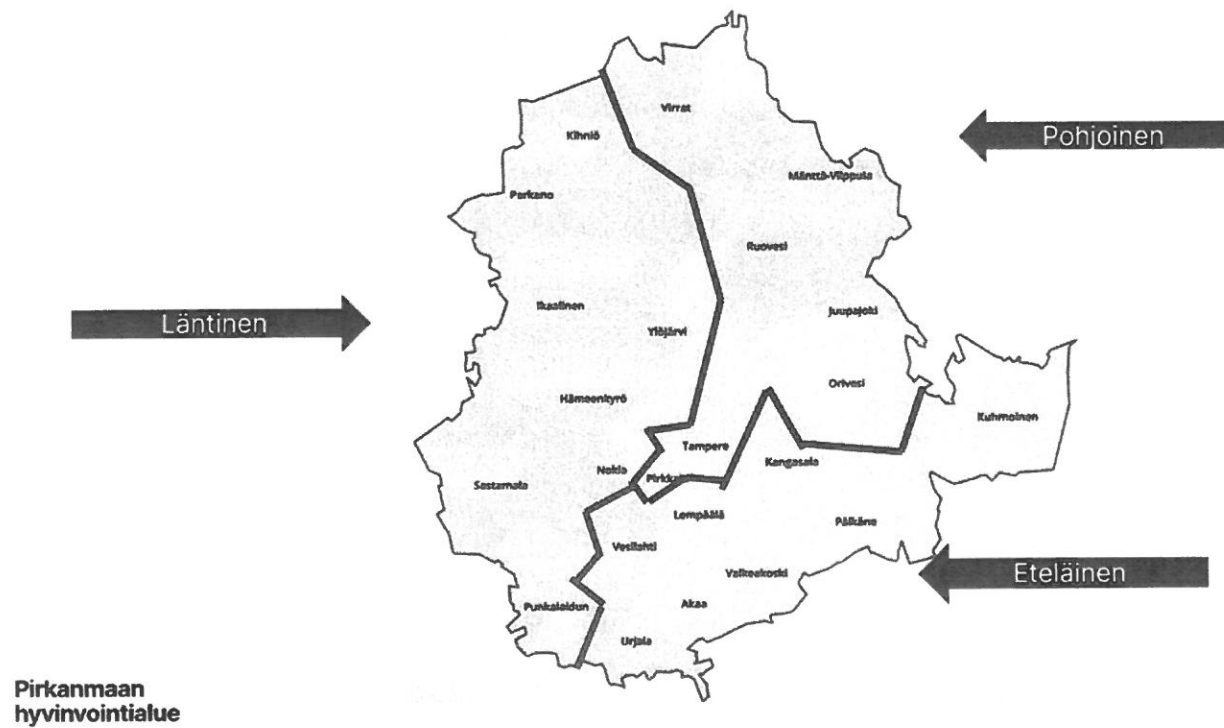 Virrat
Pohjoinen
Kihniö
Mänttä-Vilppula
Parkano
Ruovesi
Ikaalinen
Juupajoki
Läntinen
Ylöjärvi
Orivesi
Hämeenkyrö
Kuhmoinen
Tampere
Kangasala
Nokia
Pirkka
Sastamala
Lempäälä
Pälkäne
Vesilahti
Valkeakoski
Eteläinen
Punkalaidun
Akaa
Urjala
Pirkanmaan
hyvinvointialue